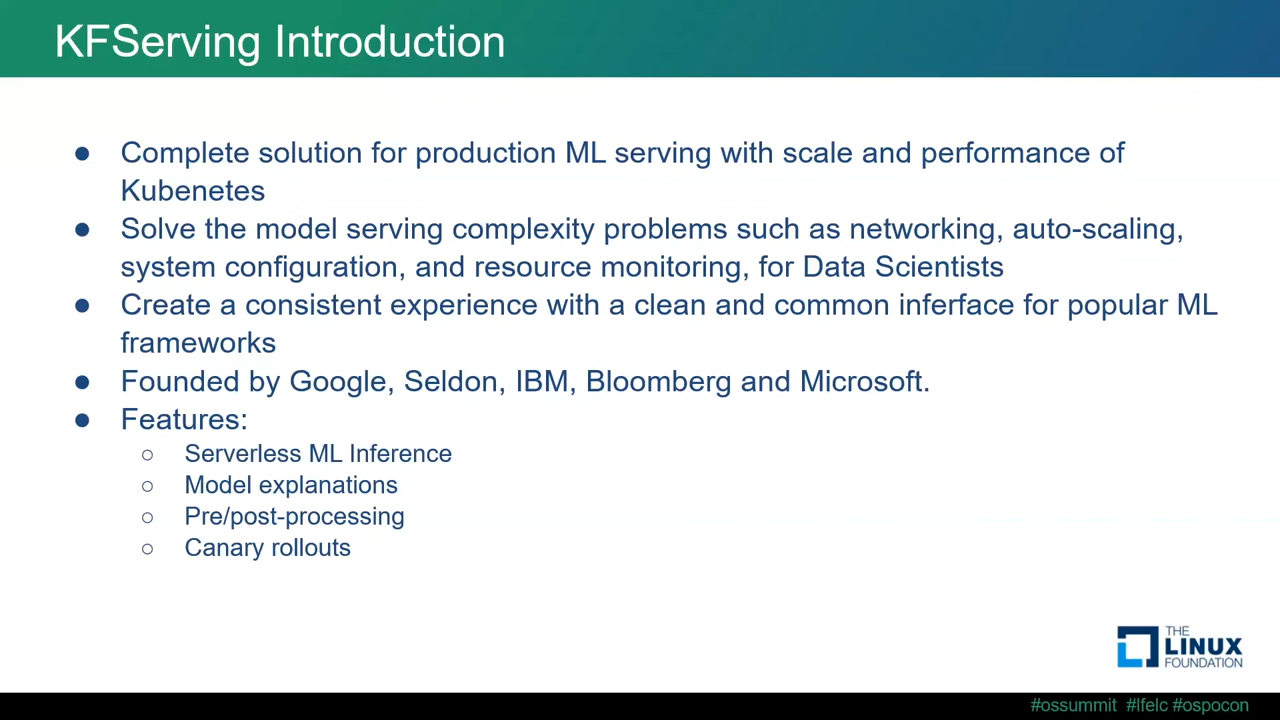 KFServing Introduction
● Complete solution for production ML serving with scale and performance of
Kubenetes
● Solve the model serving complexity problems such as networking, auto-scaling,
system configuration, and resource monitoring, for Data Scientists
● Create a consistent experience with a clean and common inferface for popular ML
frameworks
● Founded by Google, Seldon, IBM, Bloomberg and Microsoft.
● Features:
○ Serverless ML Inference
○ Model explanations
○ Pre/post-processing
○ Canary rollouts
THE
LINUX
FOUNDATION
#ossummit #lfelc #ospocon